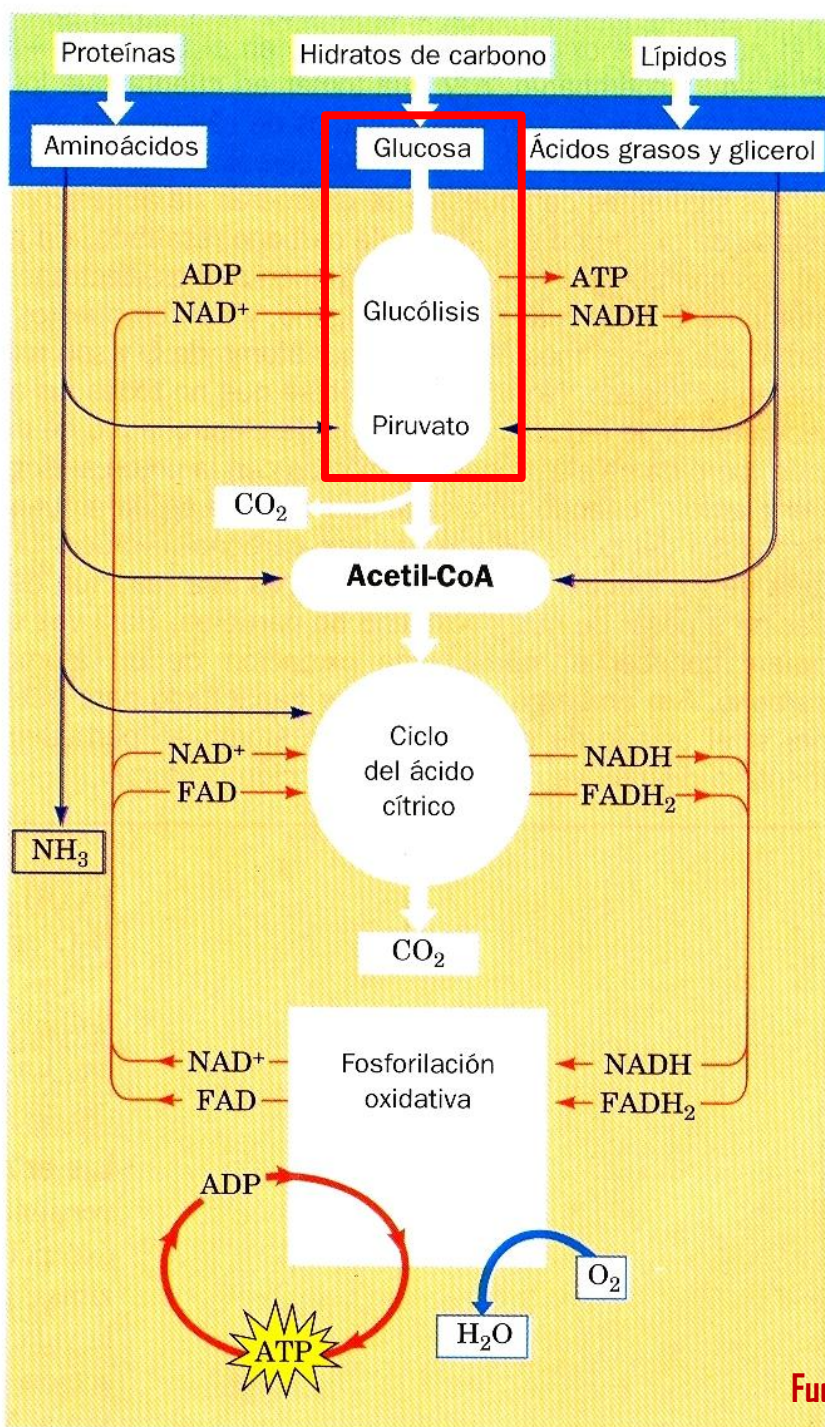 Proteínas
Hidratos de carbono
Lípidos
Aminoácidos
Glucosa
Ácidos grasos y glicerol
ADP
ATP
NAD⁺
Glucólisis
NADH
Piruvato
CO₂
Acetil-CoA
Ciclo
del ácido
cítrico
NAD⁺
NADH
FAD
FADH₂
NH₃
CO₂
Fosforilación
oxidativa
NAD⁺
NADH
FAD
FADH₂
ADP
O₂
H₂O
ATP